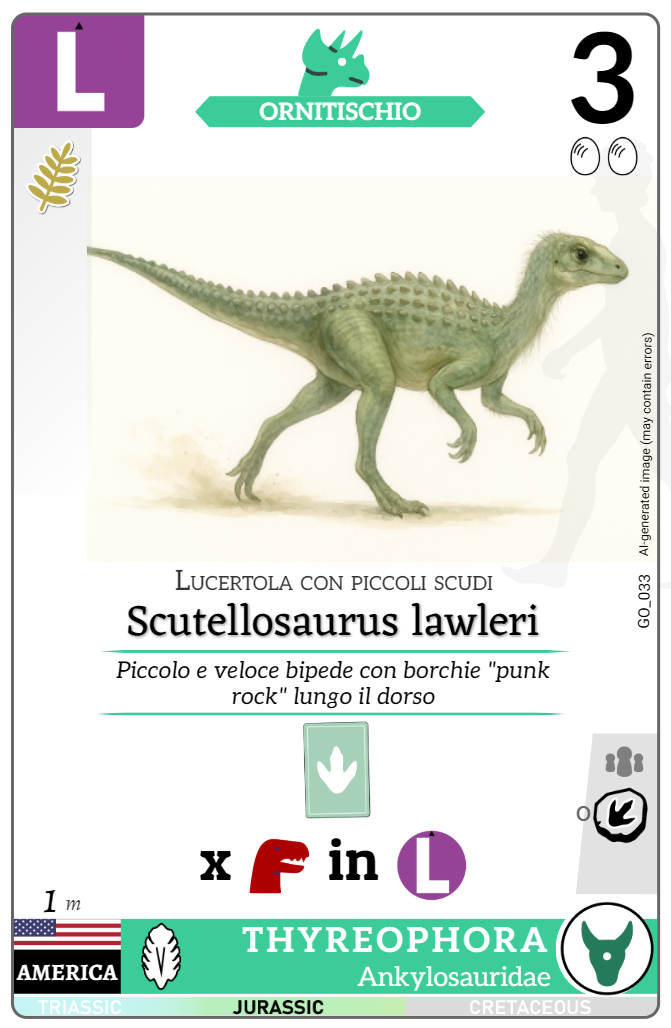 L
ORNITISCHIO
3
AI-generated image (may contain errors)
GO_033
Lucertola con piccoli scudi
Scutellosaurus lawleri
Piccolo e veloce bipede con borchie "punk
rock" lungo il dorso
o
x in L
1 m
AMERICA
THYREOPHORA
Ankylosauridae
TRIASSIC JURASSIC CRETACEOUS